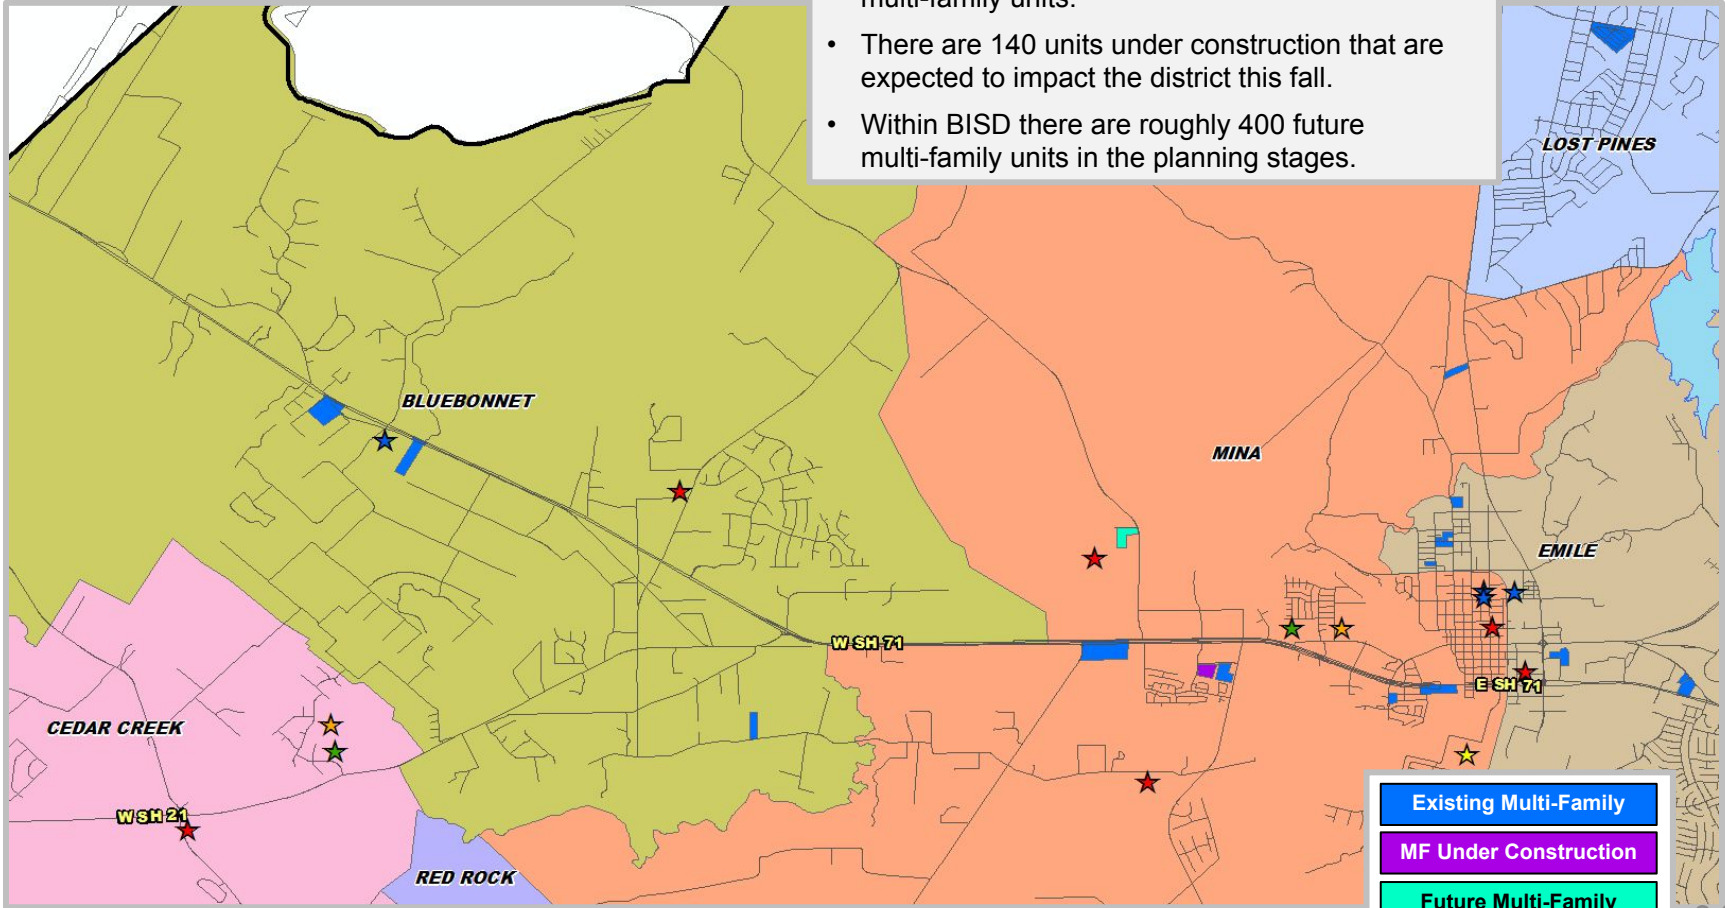 multi-family units.
• There are 140 units under construction that are
expected to impact the district this fall.
• Within BISD there are roughly 400 future
multi-family units in the planning stages.
LOST PINES
BLUEBONNET
MINA
EMILE
W SH 71
E SH 71
CEDAR CREEK
W SH 21
RED ROCK
Existing Multi-Family
MF Under Construction
Future Multi-Family